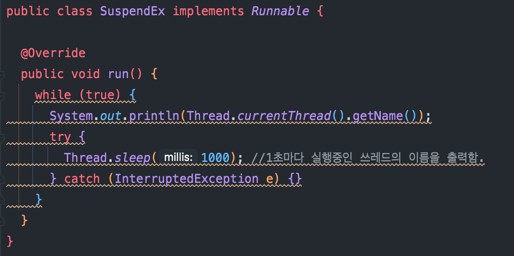 public class SuspendEx implements Runnable {
@Override
public void run() {
while (true) {
System.out.println(Thread.currentThread().getName());
try {
Thread.sleep( millis: 1000); //1초마다 실행중인 쓰레드의 이름을 출력함.
} catch (InterruptedException e) {}
}
}
}